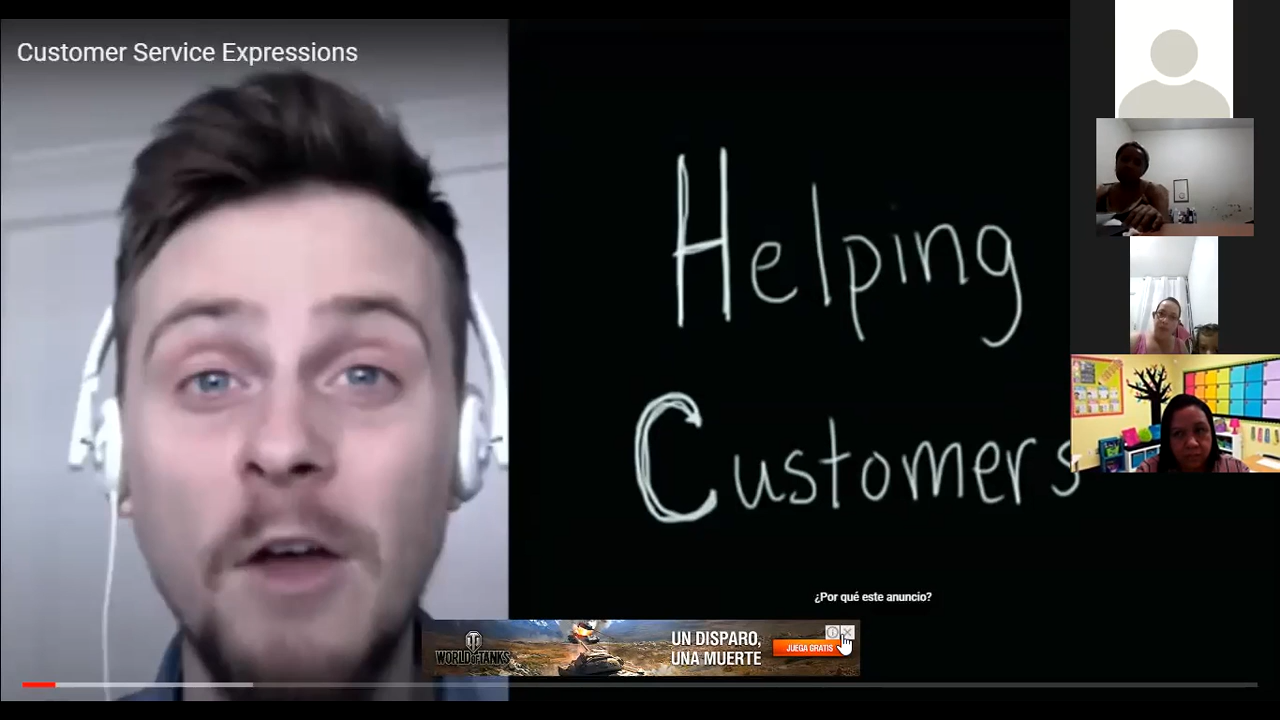 Customer Service Expressions
Helping
Customers
¿Por qué este anuncio?
WORLD OF TANKS
UN DISPARO,
UNA MUERTE
JUEGA GRATIS